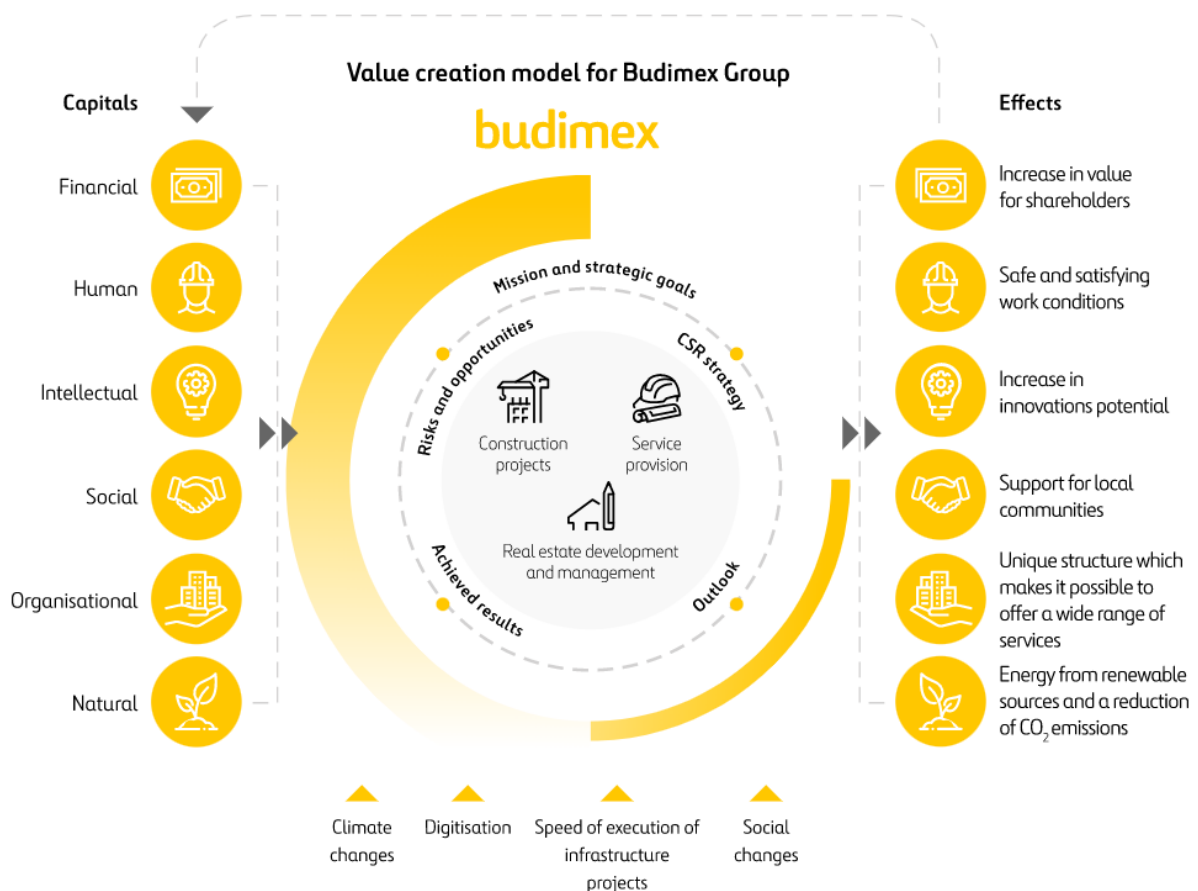 Value creation model for Budimex Group
budimex
Capitals
Financial
Human
Intellectual
Social
Organisational
Natural
Mission and strategic goals
Risks and opportunities
CSR strategy
Achieved results
Outlook
Construction
projects
Service
provision
Real estate development
and management
Effects
Increase in value
for shareholders
Safe and satisfying
work conditions
Increase in
innovations potential
Support for local
communities
Unique structure which
makes it possible to
offer a wide range of
services
Energy from renewable
sources and a reduction
of CO₂ emissions
Climate
changes
Digitisation
Speed of execution of
infrastructure
projects
Social
changes